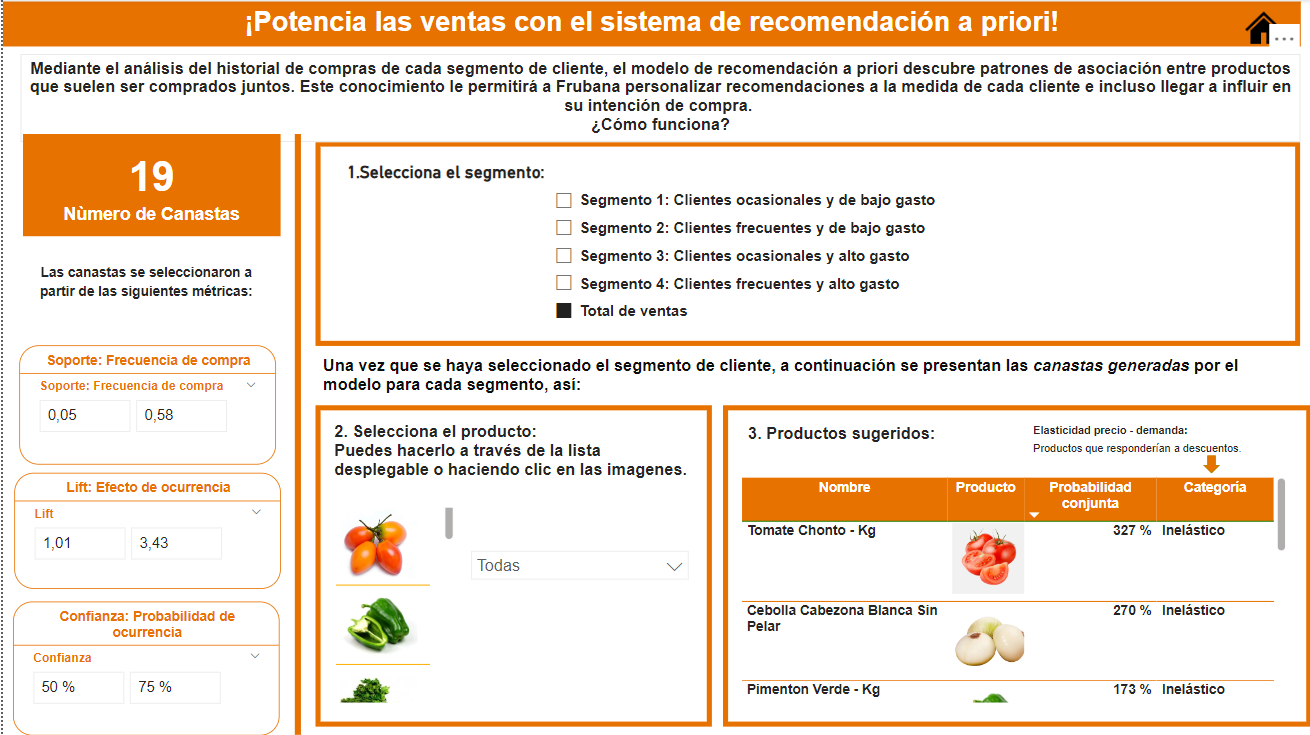 ¡Potencia las ventas con el sistema de recomendación a priori!
Mediante el análisis del historial de compras de cada segmento de cliente, el modelo de recomendación a priori descubre patrones de asociación entre productos
que suelen ser comprados juntos. Este conocimiento le permitirá a Frubana personalizar recomendaciones a la medida de cada cliente e incluso llegar a influir en
su intención de compra.
¿Cómo funciona?
19
Nùmero de Canastas
Las canastas se seleccionaron a
partir de las siguientes métricas:
Soporte: Frecuencia de compra
Soporte: Frecuencia de compra
0,05 0,58
Lift: Efecto de ocurrencia
Lift
1,01 3,43
Confianza: Probabilidad de
ocurrencia
Confianza
50 % 75 %
1.Selecciona el segmento:
Segmento 1: Clientes ocasionales y de bajo gasto
Segmento 2: Clientes frecuentes y de bajo gasto
Segmento 3: Clientes ocasionales y alto gasto
Segmento 4: Clientes frecuentes y alto gasto
Total de ventas
Una vez que se haya seleccionado el segmento de cliente, a continuación se presentan las canastas generadas por el
modelo para cada segmento, así:
2. Selecciona el producto:
Puedes hacerlo a través de la lista
desplegable o haciendo clic en las imagenes.
Todas
3. Productos sugeridos:
Elasticidad precio - demanda:
Productos que responderían a descuentos.
Nombre Producto Probabilidad Categoría
conjunta
Tomate Chonto - Kg 327 % Inelástico
Cebolla Cabezona Blanca Sin 270 % Inelástico
Pelar
Pimenton Verde - Kg 173 % Inelástico